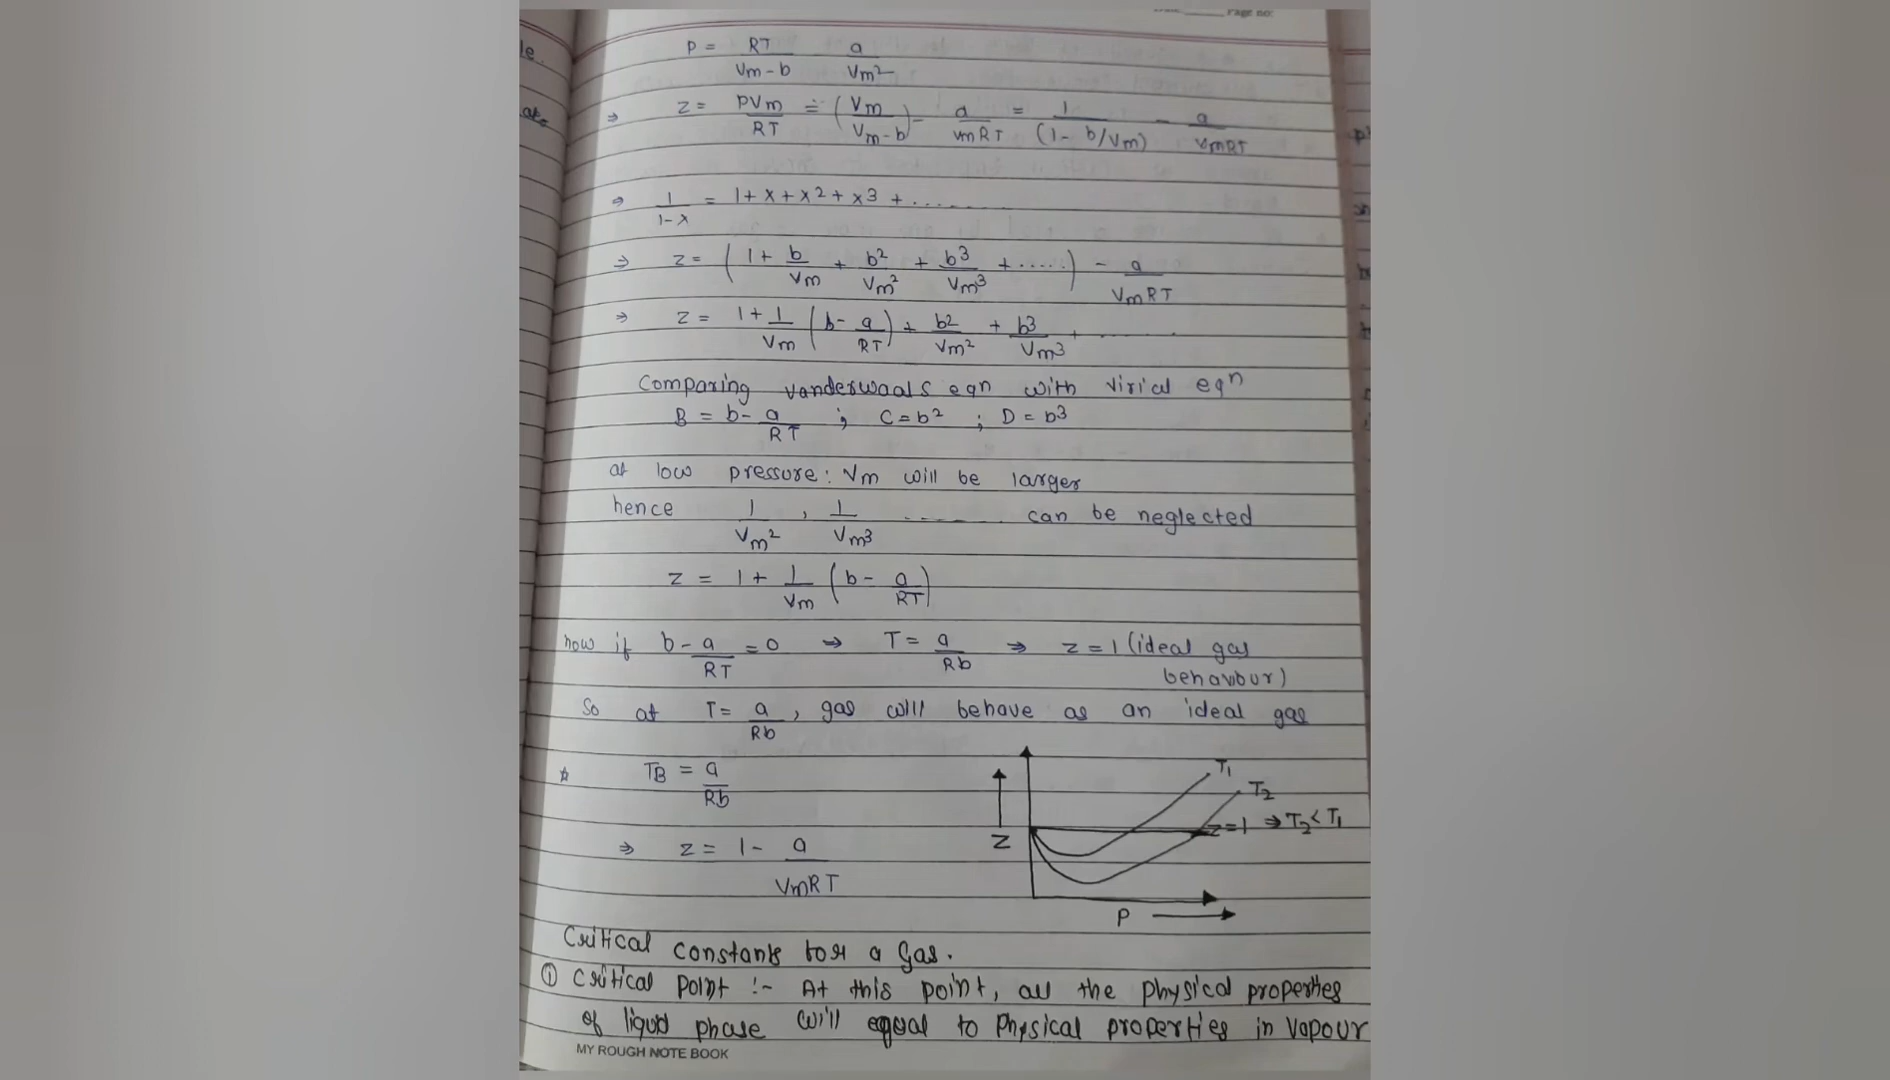 Page no:
le.
P = RT/(Vm-b) a/Vm²
⇒ Z = PVm/RT = (Vm/(Vm-b)) - a/(VmRT) = 1/(1- b/Vm) - a/(VmRT)
⇒ 1/(1-x) = 1+x+x2+x3+........
⇒ Z = (1+ b/Vm + b²/Vm² + b³/Vm³ +.....) - a/(VmRT)
⇒ Z = 1+ 1/Vm (b- a/RT) + b2/Vm² + b3/Vm3 + ........
Comparing vanderwaals eqn with virial eqn
B = b- a/RT ; C=b² ; D=b3
at low pressure: Vm will be larger
hence 1/Vm², 1/Vm3 ------- can be neglected
Z = 1+ 1/Vm (b- a/RT)
now if b- a/RT =0 ⇒ T= a/Rb ⇒ Z=1 (ideal gas
behaviour)
So at T= a/Rb, gas will behave as an ideal gas
☆ TB = a/Rb
T1
T2
Z
Z=1 ⇒ T2<T1
⇒ Z = 1- a/(VmRT)
P
Critical constants for a Gas.
① Critical Point :- At this point, all the physical properties
of liquid phase will equal to Physical properties in Vapour
MY ROUGH NOTE BOOK